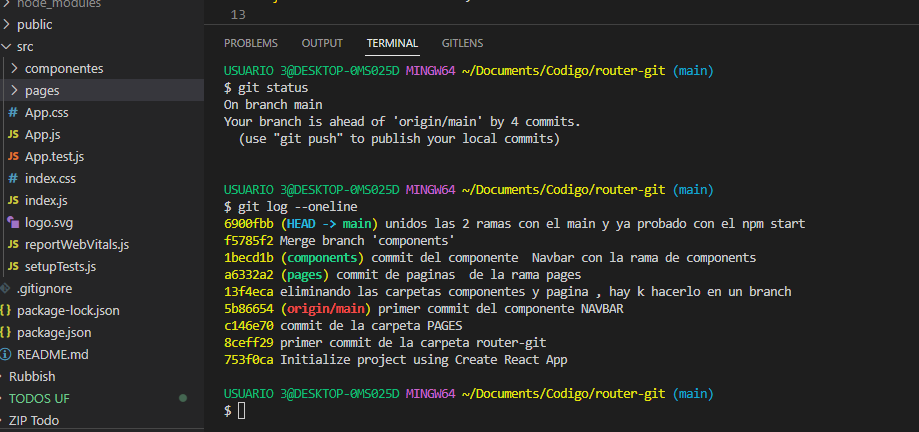 node_modules
public
src
componentes
pages
# App.css
JS App.js
JS App.test.js
# index.css
JS index.js
logo.svg
JS reportWebVitals.js
JS setupTests.js
.gitignore
{} package-lock.json
{} package.json
README.md
Rubbish
TODOS UF
ZIP Todo
13
PROBLEMS OUTPUT TERMINAL GITLENS
USUARIO 3@DESKTOP-0MS025D MINGW64 ~/Documents/Codigo/router-git (main)
$ git status
On branch main
Your branch is ahead of 'origin/main' by 4 commits.
(use "git push" to publish your local commits)
USUARIO 3@DESKTOP-0MS025D MINGW64 ~/Documents/Codigo/router-git (main)
$ git log --oneline
6900fbb (HEAD -> main) unidos las 2 ramas con el main y ya probado con el npm start
f5785f2 Merge branch 'components'
1becd1b (components) commit del componente  Navbar con la rama de components
a6332a2 (pages) commit de paginas  de la rama pages
13f4eca eliminando las carpetas componentes y pagina , hay k hacerlo en un branch
5b86654 (origin/main) primer commit del componente NAVBAR
c146e70 commit de la carpeta PAGES
8ceff29 primer commit de la carpeta router-git
753f0ca Initialize project using Create React App
USUARIO 3@DESKTOP-0MS025D MINGW64 ~/Documents/Codigo/router-git (main)
$